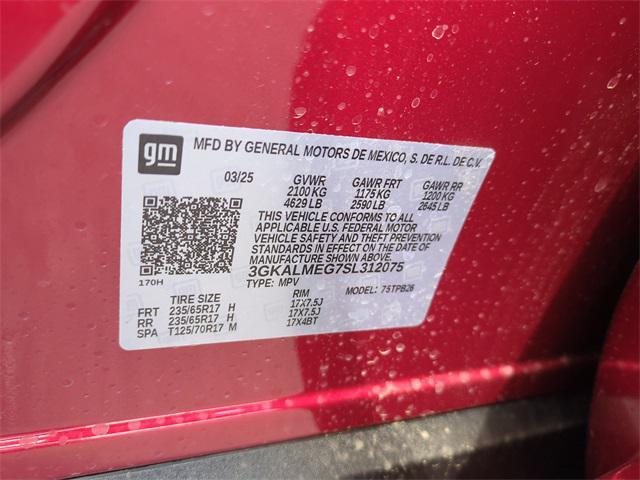 gm MFD BY GENERAL MOTORS DE MEXICO, S. DE R.L. DE C.V.
03/25 GVWR GAWR FRT GAWR RR
2100 KG 1175 KG 1200 KG
4629 LB 2590 LB 2645 LB
THIS VEHICLE CONFORMS TO ALL
APPLICABLE U.S. FEDERAL MOTOR
VEHICLE SAFETY AND THEFT PREVENTION
STANDARDS IN EFFECT ON THE DATE OF
MANUFACTURE SHOWN ABOVE.
3GKALMEG7SL312075
170H TYPE: MPV MODEL: 75TPB26
TIRE SIZE RIM
FRT 235/65R17 H 17X7.5J
RR 235/65R17 H 17X7.5J
SPA T125/70R17 M 17X4BT